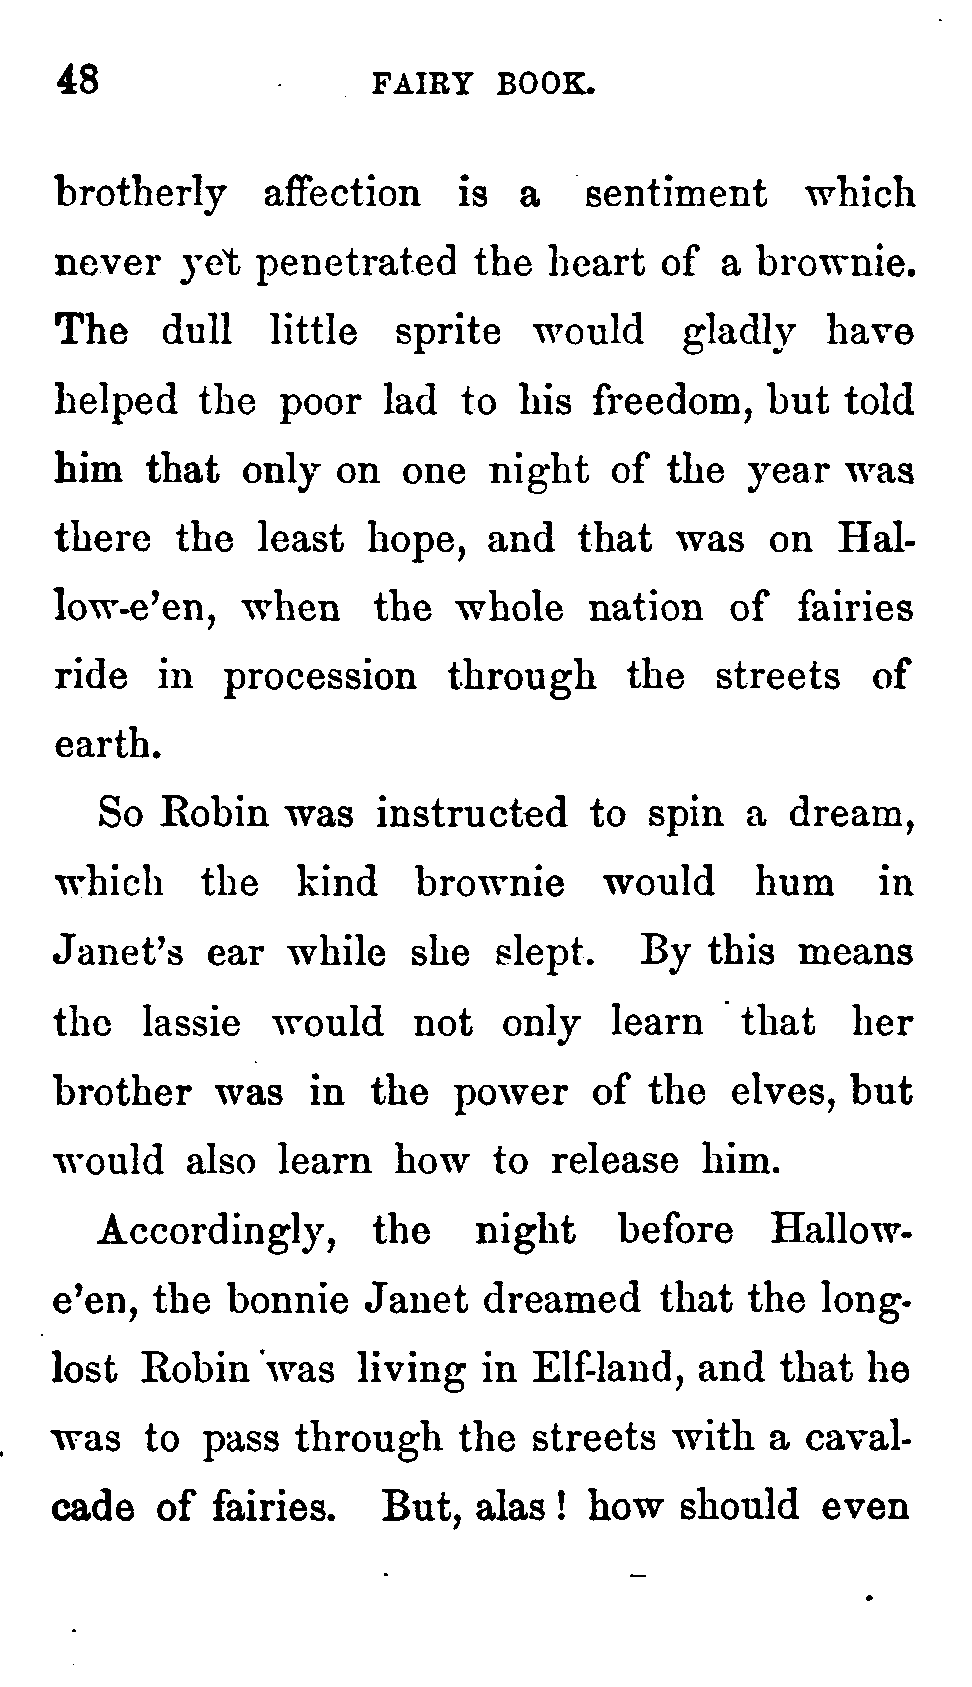 48 FAIRY BOOK.
brotherly affection is a sentiment which
never yet penetrated the heart of a brownie.
The dull little sprite would gladly have
helped the poor lad to his freedom, but told
him that only on one night of the year was
there the least hope, and that was on Hal-
low-e'en, when the whole nation of fairies
ride in procession through the streets of
earth.
So Robin was instructed to spin a dream,
which the kind brownie would hum in
Janet's ear while she slept. By this means
the lassie would not only learn that her
brother was in the power of the elves, but
would also learn how to release him.
Accordingly, the night before Hallow-
e'en, the bonnie Janet dreamed that the long-
lost Robin was living in Elf-land, and that he
was to pass through the streets with a caval-
cade of fairies. But, alas! how should even